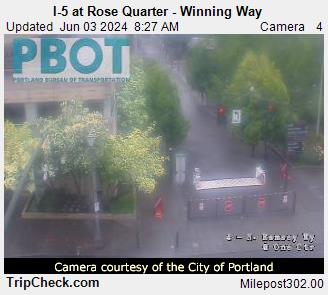 I-5 at Rose Quarter - Winning Way
Updated Jun 03 2024 8:27 AM Camera 4
PBOT
PORTLAND BUREAU OF TRANSPORTATION
Camera courtesy of the City of Portland
TripCheck.com Milepost302.00